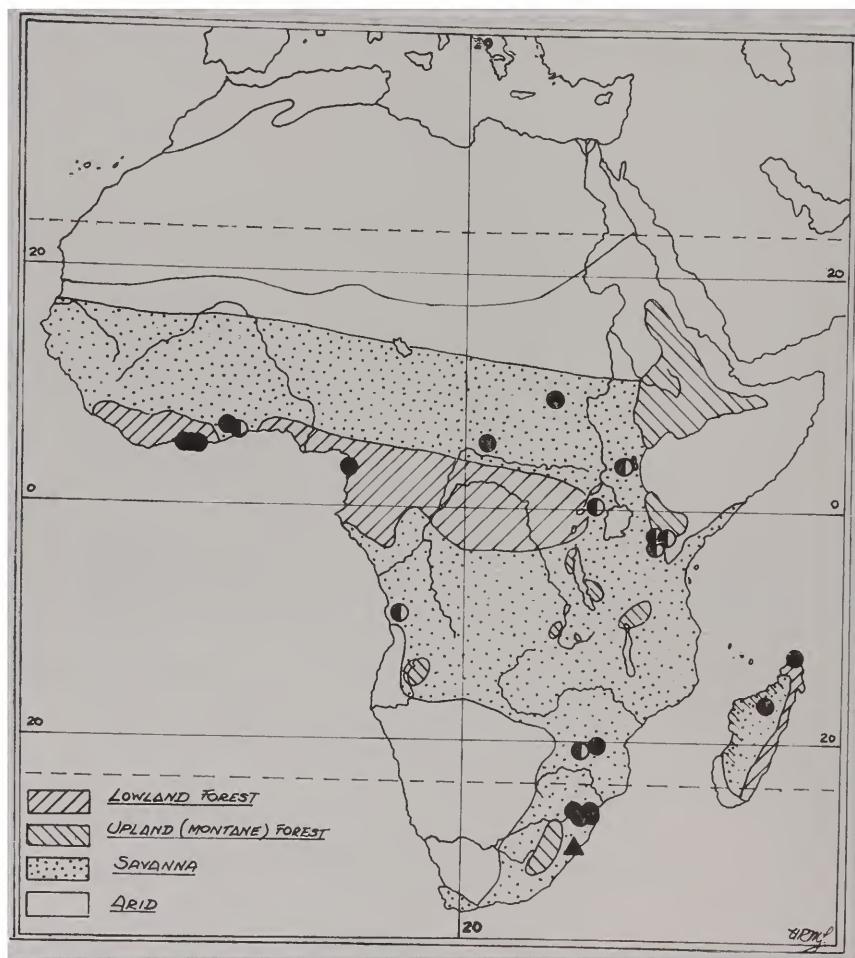 20 20
0 0
20 20
LOWLAND FOREST
UPLAND (MONTANE) FOREST
SAVANNA
ARID
20